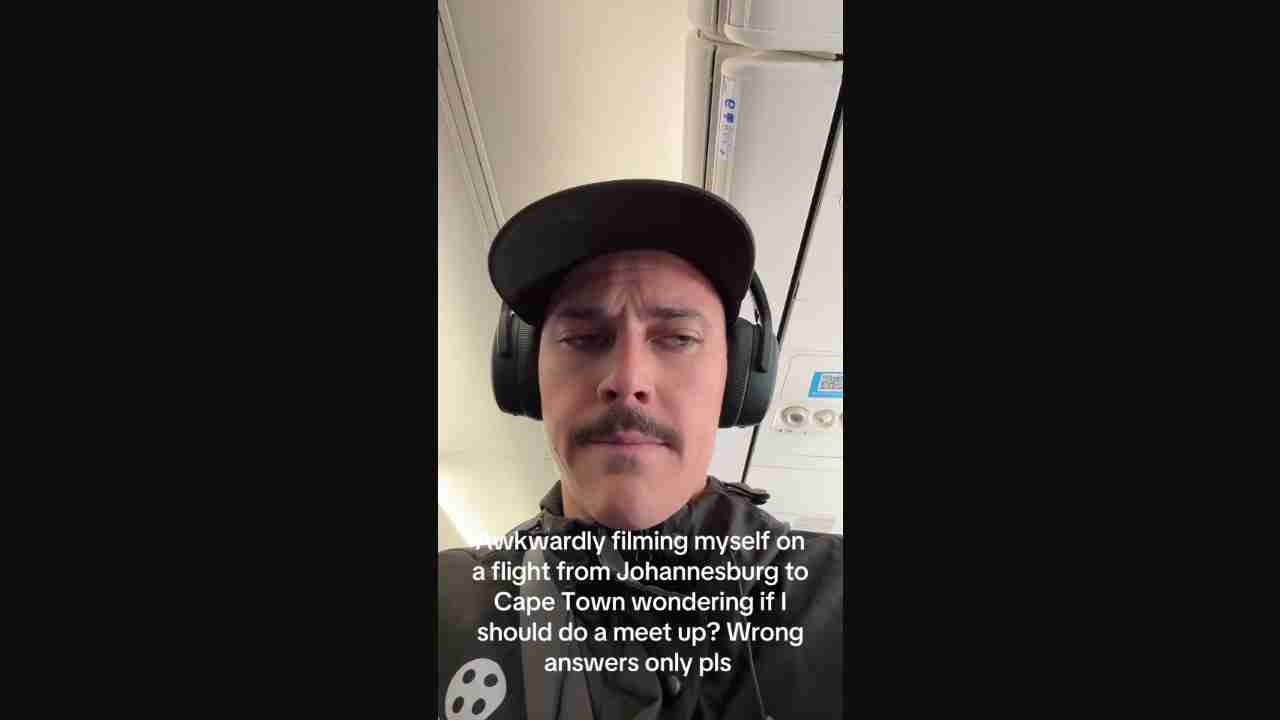 Awkwardly filming myself on
a flight from Johannesburg to
Cape Town wondering if I
should do a meet up? Wrong
answers only pls